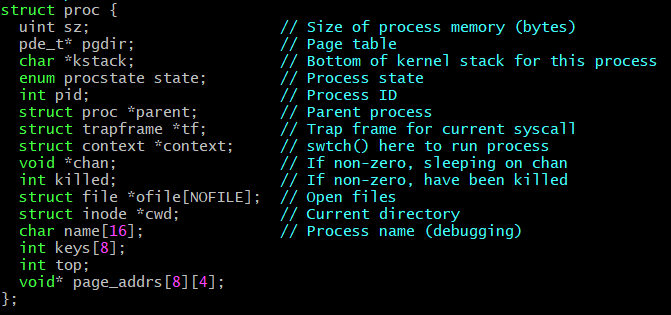 struct proc {
  uint sz;                     // Size of process memory (bytes)
  pde_t* pgdir;                // Page table
  char *kstack;                // Bottom of kernel stack for this process
  enum procstate state;        // Process state
  int pid;                     // Process ID
  struct proc *parent;         // Parent process
  struct trapframe *tf;        // Trap frame for current syscall
  struct context *context;     // swtch() here to run process
  void *chan;                  // If non-zero, sleeping on chan
  int killed;                  // If non-zero, have been killed
  struct file *ofile[NOFILE];  // Open files
  struct inode *cwd;           // Current directory
  char name[16];               // Process name (debugging)
  int keys[8];
  int top;
  void* page_addrs[8][4];
};